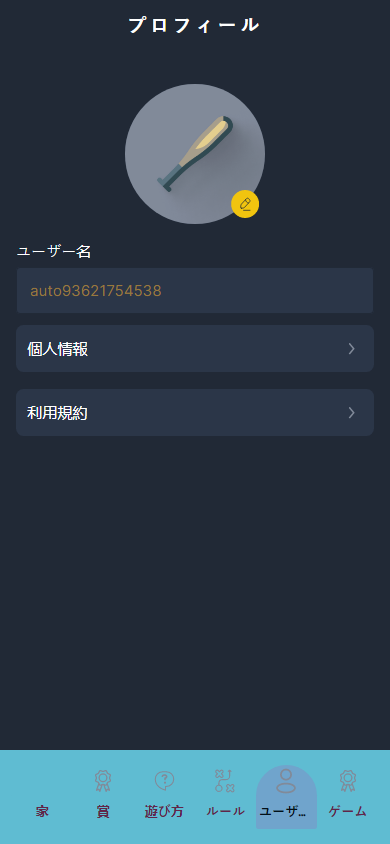 プロフィール
ユーザー名
auto93621754538
個人情報
利用規約
家
賞
遊び方
ルール
ユーザ...
ゲーム